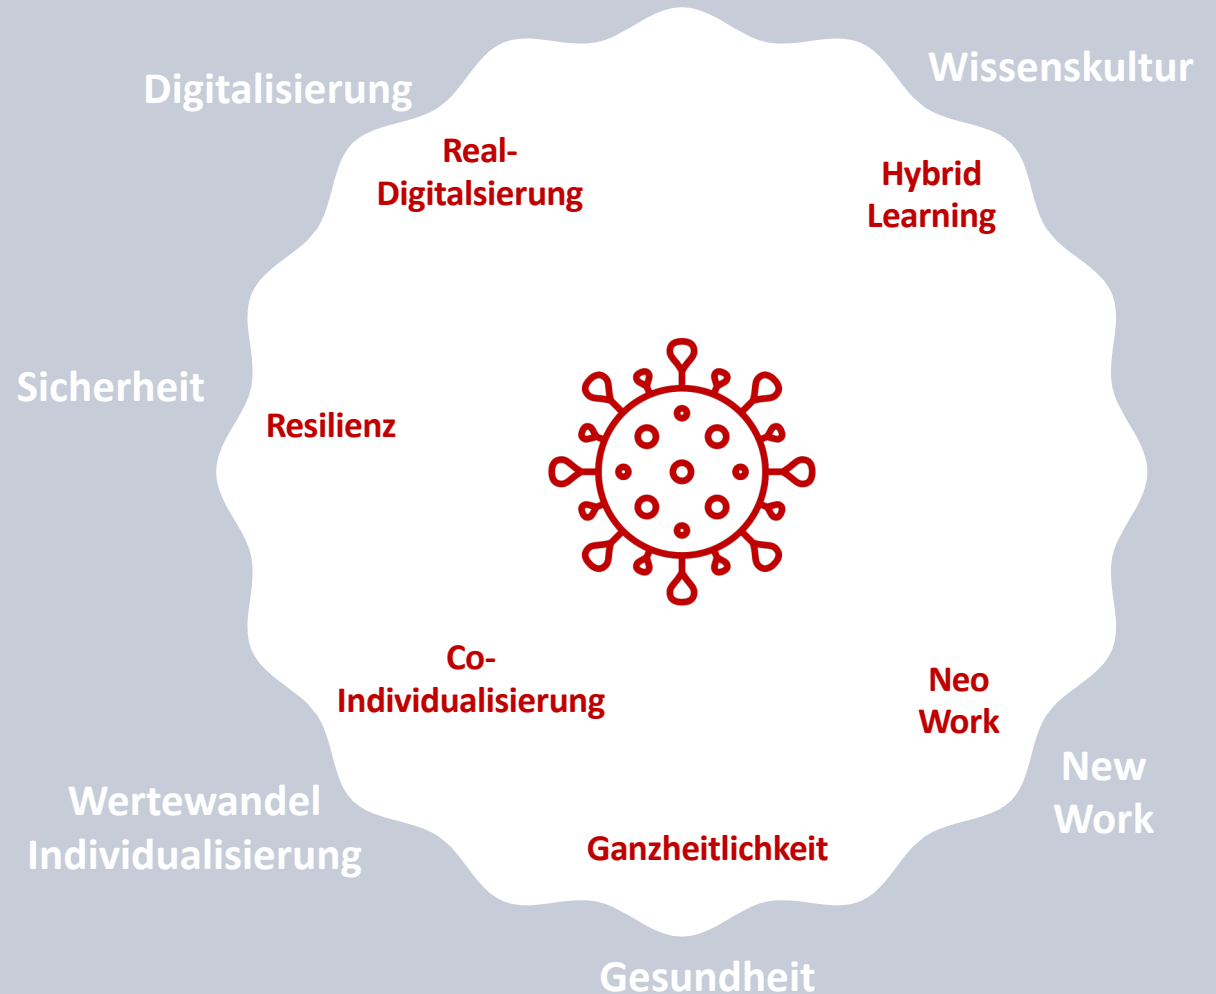 Wissenskultur
Digitalisierung
Real-
Digitalsierung
Hybrid
Learning
Sicherheit
Resilienz
Co-
Individualisierung
Neo
Work
New
Work
Wertewandel
Individualisierung
Ganzheitlichkeit
Gesundheit